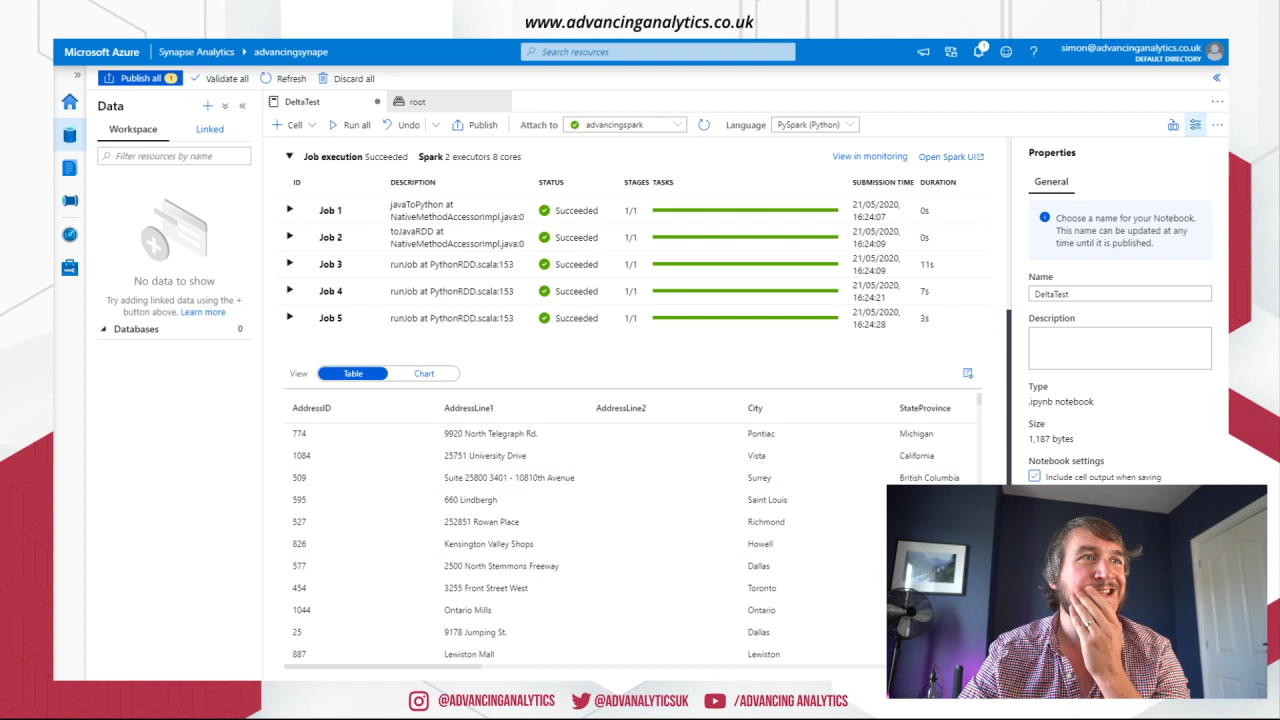 www.advancinganalytics.co.uk
Microsoft Azure
Synapse Analytics
advancingsynape
Search resources
1
simon@advancinganalytics.co.uk
DEFAULT DIRECTORY
Publish all 1
Validate all
Refresh
Discard all
Data
DeltaTest
root
Workspace
Linked
Cell
Run all
Undo
Publish
Attach to
advancingspark
Language
PySpark (Python)
Filter resources by name
No data to show
Try adding linked data using the +
button above. Learn more
Databases 0
Job execution Succeeded Spark 2 executors 8 cores
View in monitoring
Open Spark UI
ID DESCRIPTION STATUS STAGES TASKS SUBMISSION TIME DURATION
Job 1 javaToPython at NativeMethodAccessorImpl.java:0 Succeeded 1/1 21/05/2020, 16:24:07 0s
Job 2 toJavaRDD at NativeMethodAccessorImpl.java:0 Succeeded 1/1 21/05/2020, 16:24:09 0s
Job 3 runJob at PythonRDD.scala:153 Succeeded 1/1 21/05/2020, 16:24:09 11s
Job 4 runJob at PythonRDD.scala:153 Succeeded 1/1 21/05/2020, 16:24:21 7s
Job 5 runJob at PythonRDD.scala:153 Succeeded 1/1 21/05/2020, 16:24:28 3s
View Table Chart
AddressID AddressLine1 AddressLine2 City StateProvince
774 9920 North Telegraph Rd. Pontiac Michigan
1084 25751 University Drive Vista California
509 Suite 25800 3401 - 10810th Avenue Surrey British Columbia
595 660 Lindbergh Saint Louis
527 252851 Rowan Place Richmond
826 Kensington Valley Shops Howell
577 2500 North Stemmons Freeway Dallas
454 3255 Front Street West Toronto
1044 Ontario Mills Ontario
25 9178 Jumping St. Dallas
887 Lewiston Mall Lewiston
Properties
General
Choose a name for your Notebook.
This name can be updated at any
time until it is published.
Name
DeltaTest
Description
Type
.ipynb notebook
Size
1,187 bytes
Notebook settings
Include cell output when saving
@ADVANCINGANALYTICS
@ADVANALYTICSUK
/ADVANCING ANALYTICS